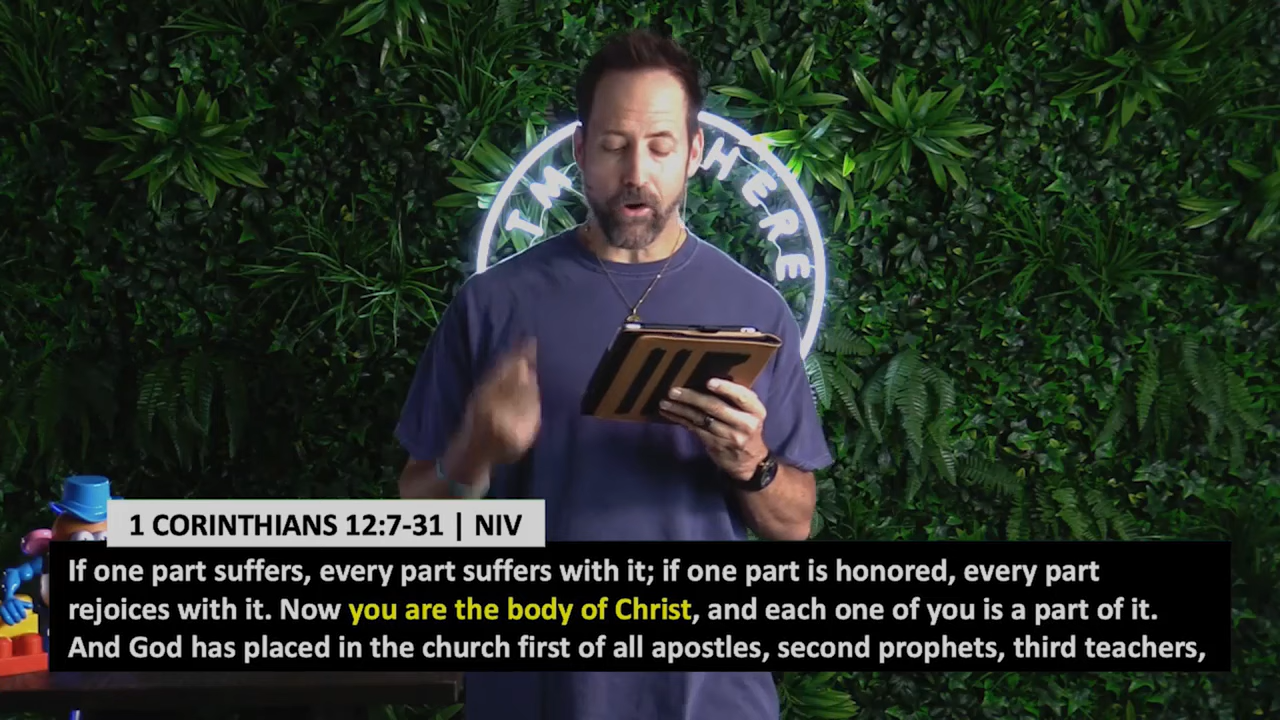 IM HERE
1 CORINTHIANS 12:7-31 | NIV
If one part suffers, every part suffers with it; if one part is honored, every part
rejoices with it. Now you are the body of Christ, and each one of you is a part of it.
And God has placed in the church first of all apostles, second prophets, third teachers,